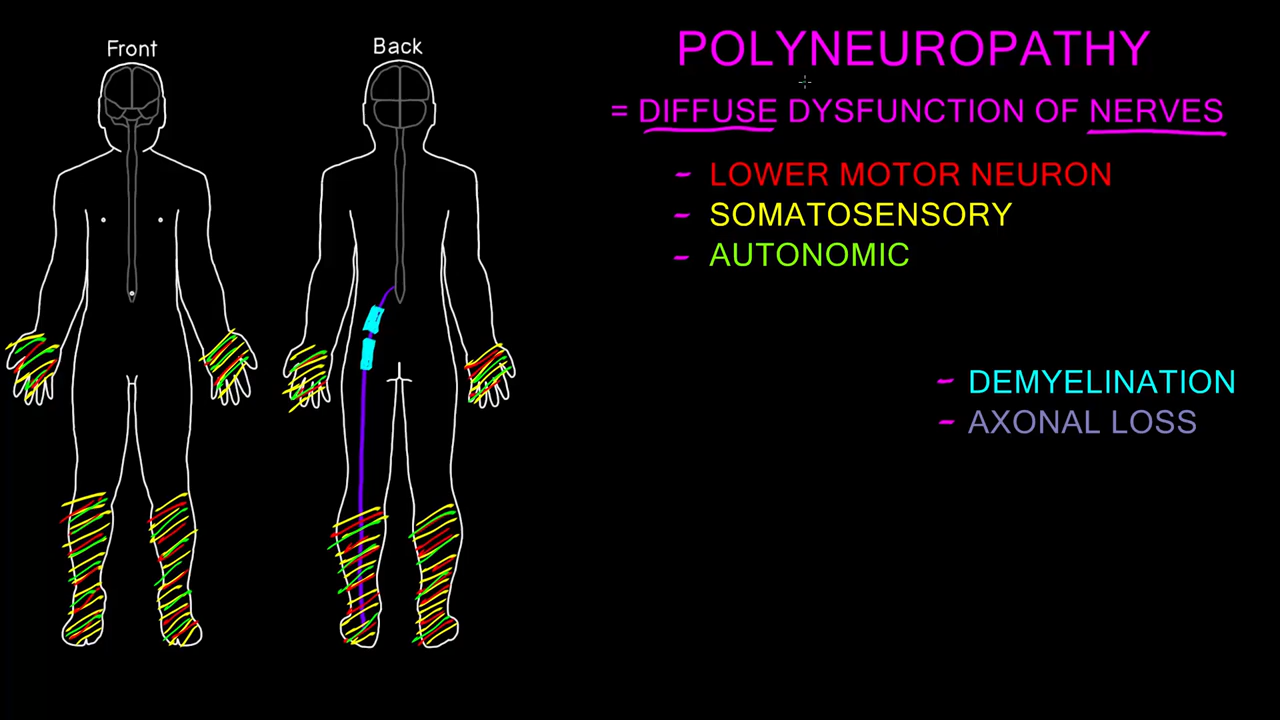 Front
Back
POLYNEUROPATHY
= DIFFUSE DYSFUNCTION OF NERVES
- LOWER MOTOR NEURON
- SOMATOSENSORY
- AUTONOMIC
- DEMYELINATION
- AXONAL LOSS